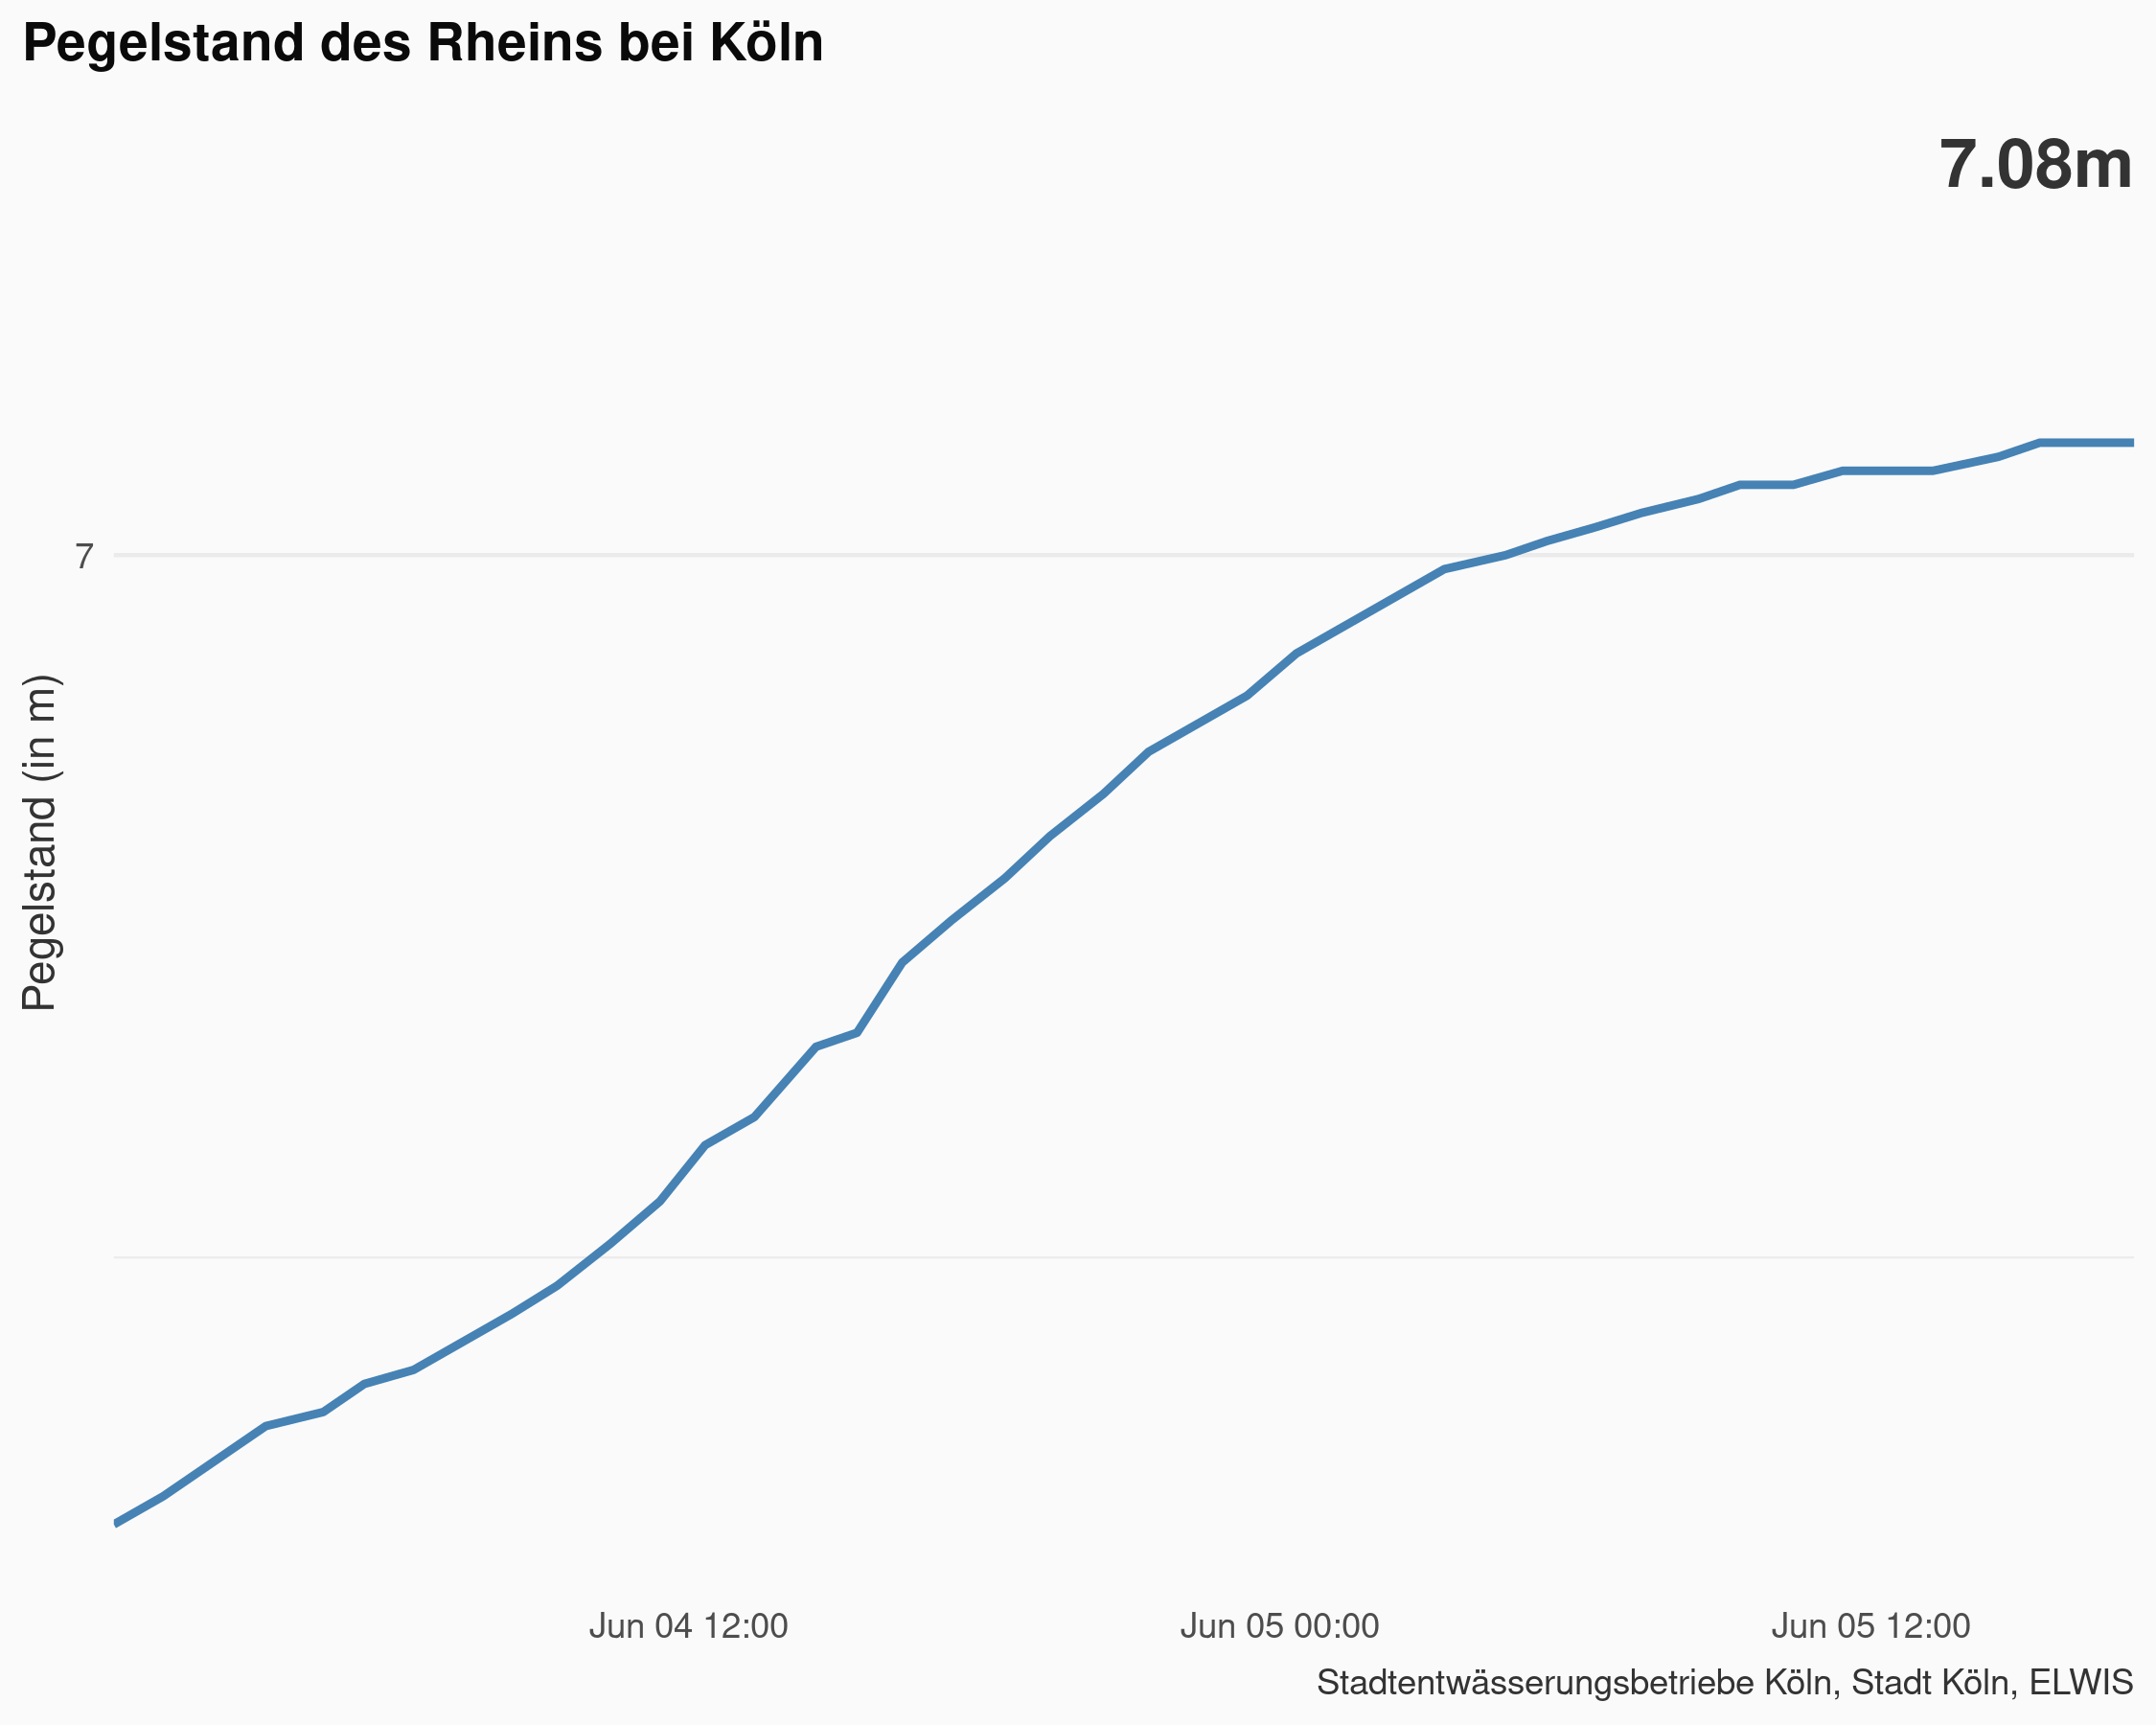 Pegelstand des Rheins bei Köln
7.08m
7
Pegelstand (in m)
Jun 04 12:00
Jun 05 00:00
Jun 05 12:00
Stadtentwässerungsbetriebe Köln, Stadt Köln, ELWIS